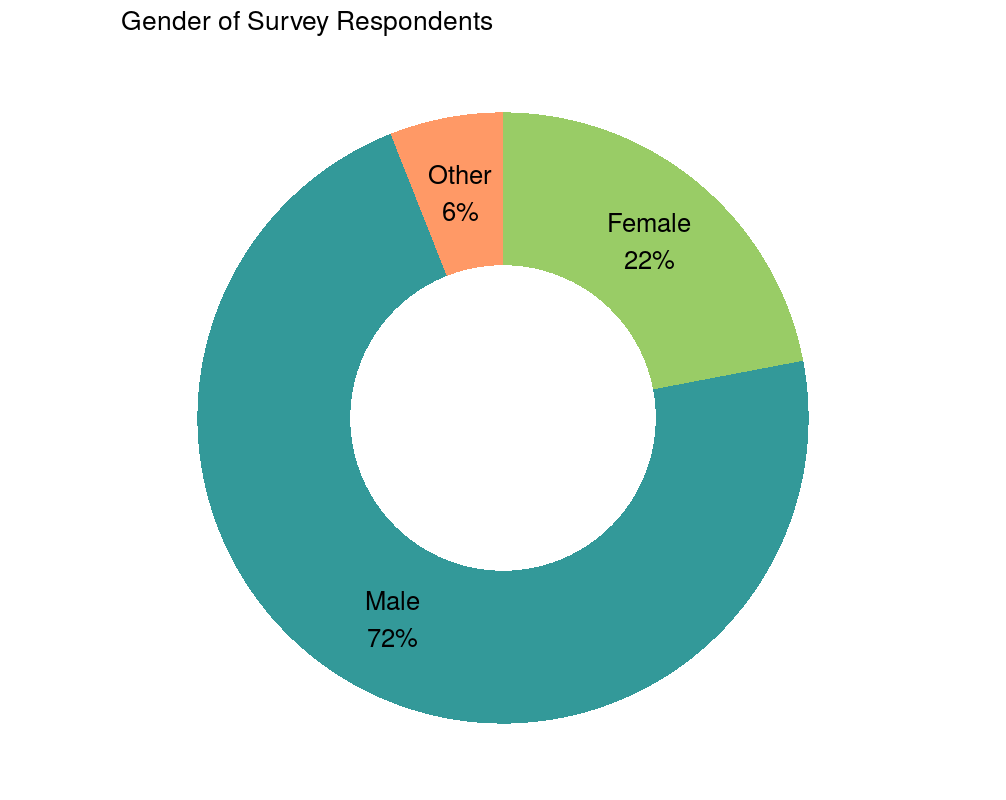 Gender of Survey Respondents
Other
6%
Female
22%
Male
72%